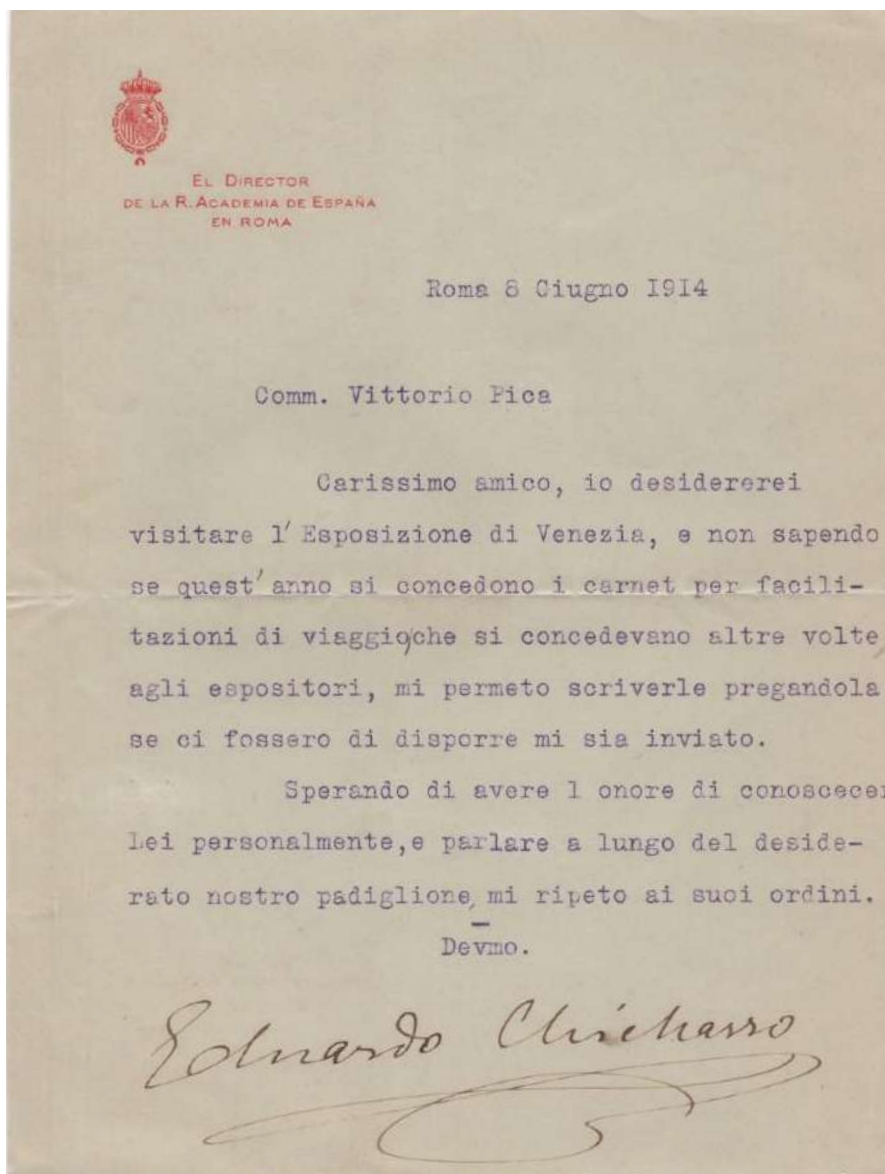 EL DIRECTOR
DE LA R. ACADEMIA DE ESPAÑA
EN ROMA
Roma 8 Giugno 1914
Comm. Vittorio Pica
Carissimo amico, io desidererei
visitare l'Esposizione di Venezia, e non sapendo
se quest'anno si concedono i carnet per facili-
tazioni di viaggio,che si concedevano altre volte,
agli espositori, mi permeto scriverle pregandola
se ci fossero di disporre mi sia inviato.
Sperando di avere l onore di conoscecer
Lei personalmente,e parlare a lungo del deside-
rato nostro padiglione, mi ripeto ai suoi ordini.
Devmo.
Eduardo Chicharro